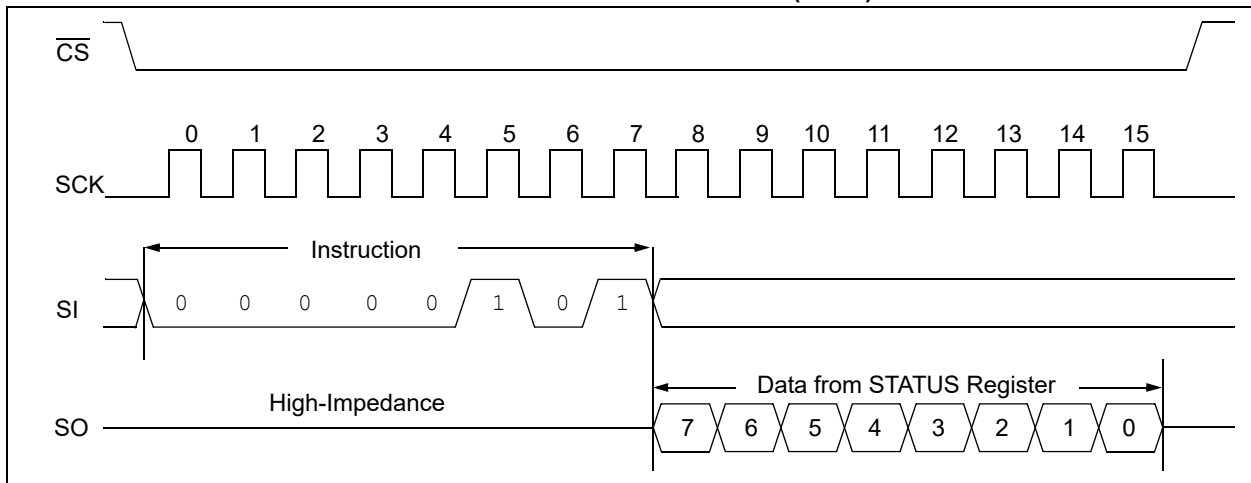 CS
0 1 2 3 4 5 6 7 8 9 10 11 12 13 14 15
SCK
Instruction
SI 0 0 0 0 0 1 0 1
Data from STATUS Register
High-Impedance
SO 7 6 5 4 3 2 1 0